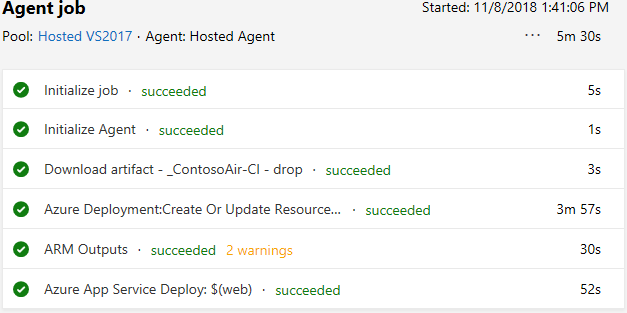 Agent job Started: 11/8/2018 1:41:06 PM
Pool: Hosted VS2017 · Agent: Hosted Agent ··· 5m 30s
Initialize job · succeeded 5s
Initialize Agent · succeeded 1s
Download artifact - _ContosoAir-CI - drop · succeeded 3s
Azure Deployment:Create Or Update Resource... · succeeded 3m 57s
ARM Outputs · succeeded 2 warnings 30s
Azure App Service Deploy: $(web) · succeeded 52s